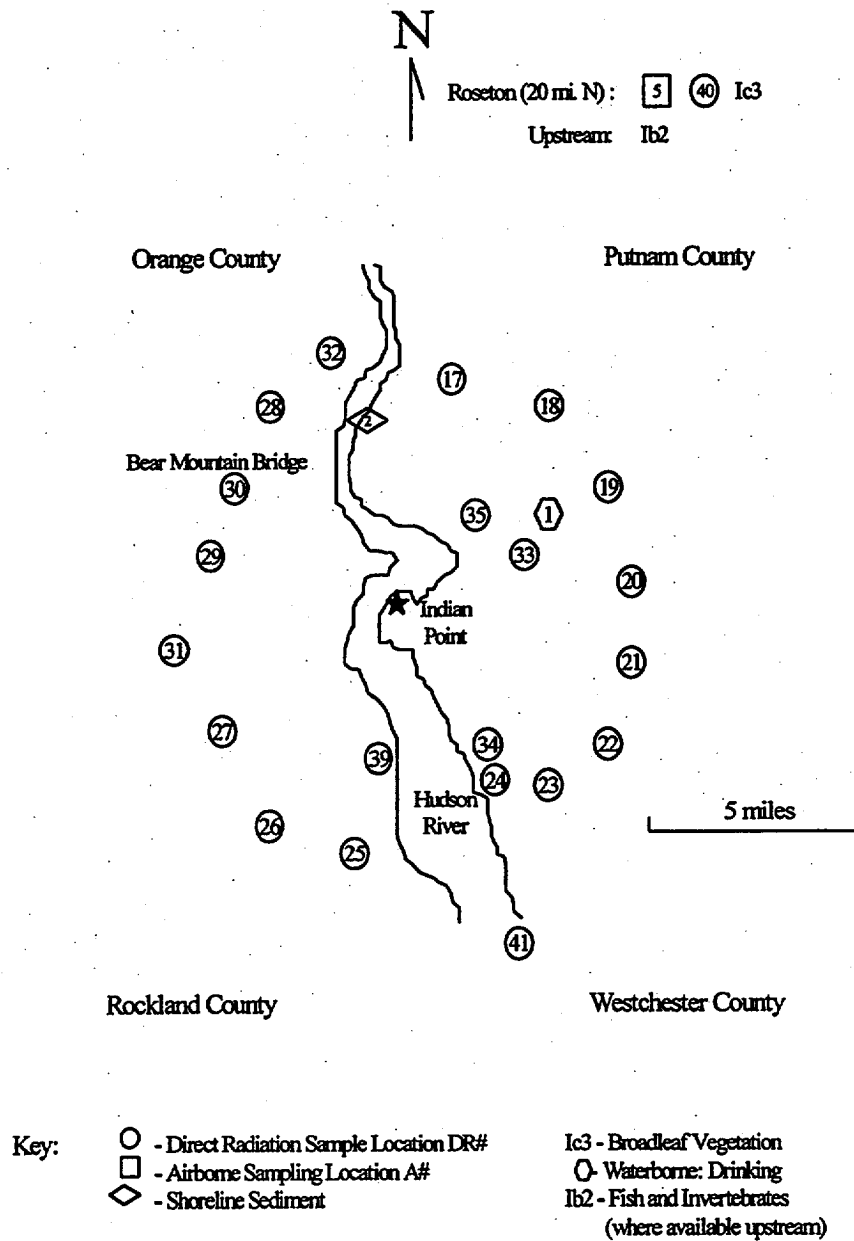 N
Roseton (20 mi. N) : 5 40 Ic3
Upstream: Ib2
Orange County
Putnam County
32
17
28
18
2
Bear Mountain Bridge
30
19
35
1
29
33
20
Indian
Point
31
21
27
34
22
39
24
23
Hudson
River
5 miles
26
25
41
Rockland County
Westchester County
Key:
- Direct Radiation Sample Location DR#
- Airborne Sampling Location A#
- Shoreline Sediment
Ic3 - Broadleaf Vegetation
- Waterborne: Drinking
Ib2 - Fish and Invertebrates
(where available upstream)